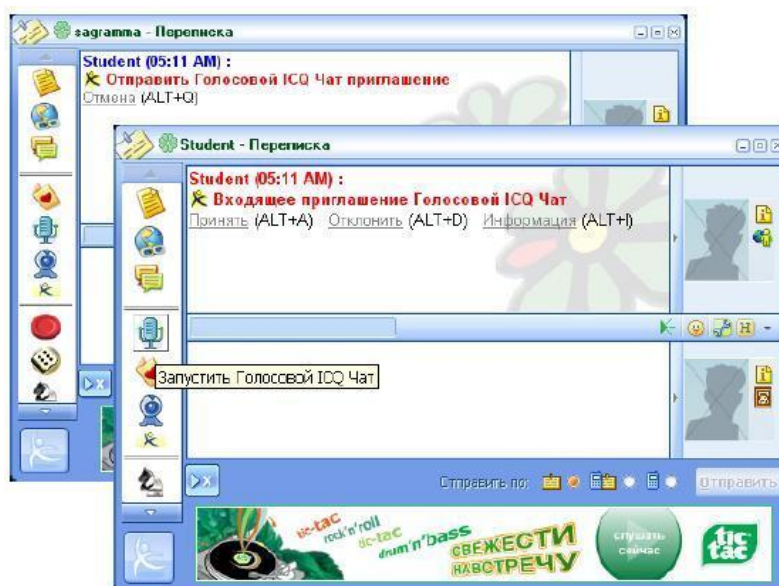 sagramma - Переписка
Student (05:11 AM) :
Отправить Голосовой ICQ Чат приглашение
Отмена (ALT+Q)
Student - Переписка
Student (05:11 AM) :
Входящее приглашение Голосовой ICQ Чат
Принять (ALT+A) Отклонить (ALT+D) Информация (ALT+I)
H
Запустить Голосовой ICQ Чат
Отправить по:
Отправить
tic-tac
rock'n'roll
tic-tac
drum'n'bass
СВЕЖЕСТИ
НАВСТРЕЧУ
слушать
сейчас
tic
tac